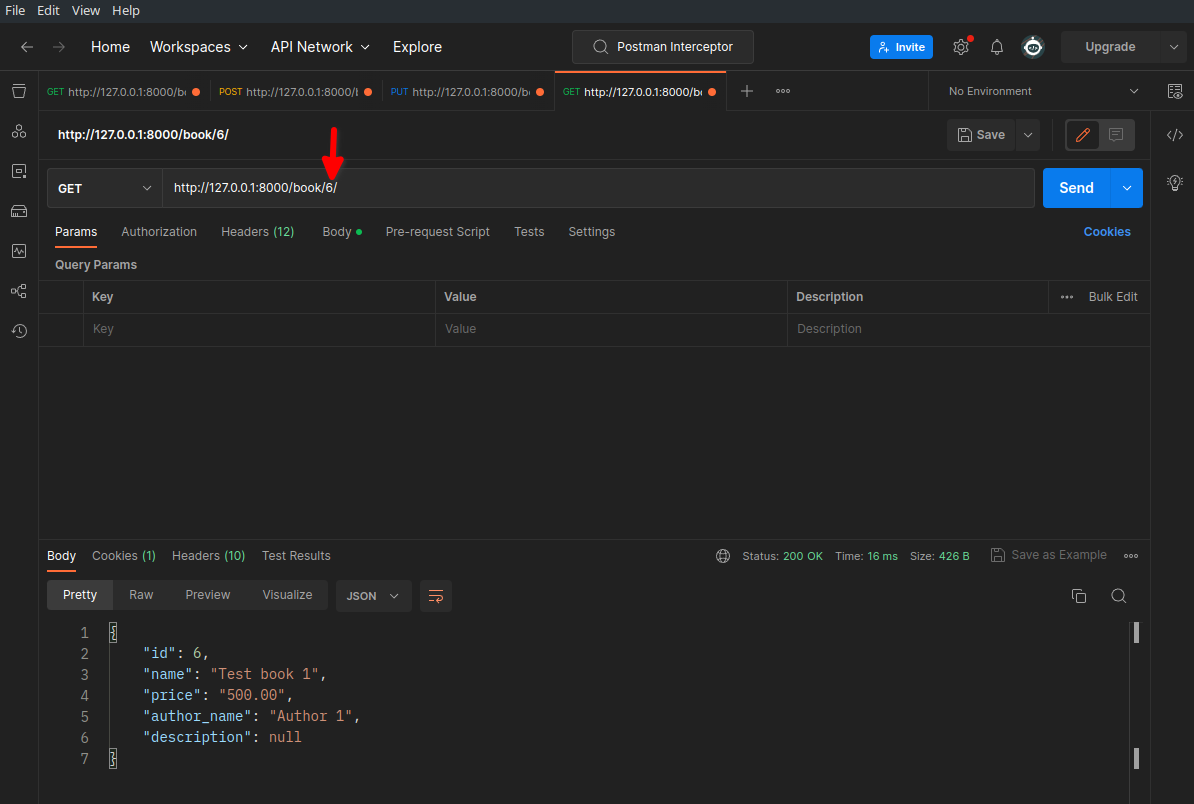 File Edit View Help
Home Workspaces API Network Explore Postman Interceptor Invite Upgrade
GET http://127.0.0.1:8000/b POST http://127.0.0.1:8000/ PUT http://127.0.0.1:8000/b GET http://127.0.0.1:8000/b No Environment
http://127.0.0.1:8000/book/6/ Save
GET http://127.0.0.1:8000/book/6/ Send
Params Authorization Headers (12) Body Pre-request Script Tests Settings Cookies
Query Params
Key Value Description Bulk Edit
Key Value Description
Body Cookies (1) Headers (10) Test Results Status: 200 OK Time: 16 ms Size: 426 B Save as Example
Pretty Raw Preview Visualize JSON
1 {
2 "id": 6,
3 "name": "Test book 1",
4 "price": "500.00",
5 "author_name": "Author 1",
6 "description": null
7 }